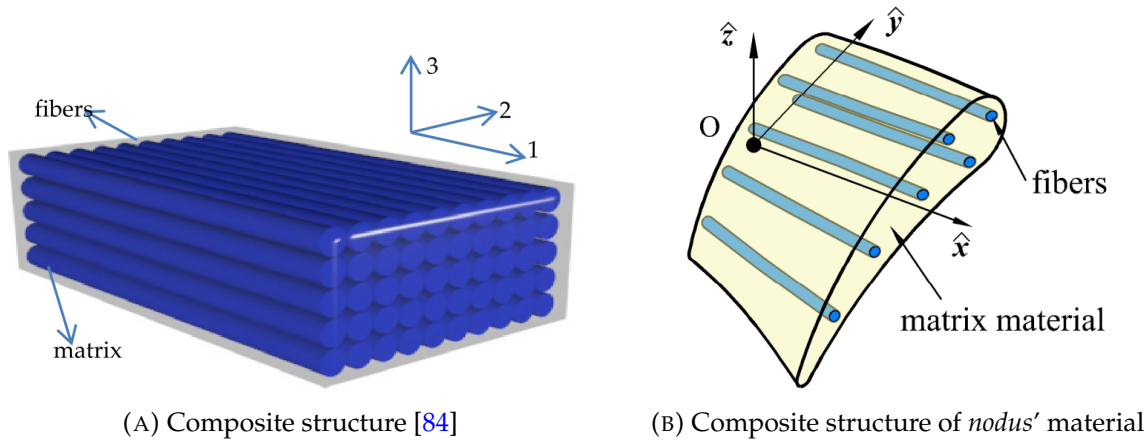 fibers
3
2
1
matrix
ẑ
ŷ
O
fibers
x̂
matrix material
(A) Composite structure [84]
(B) Composite structure of nodus' material